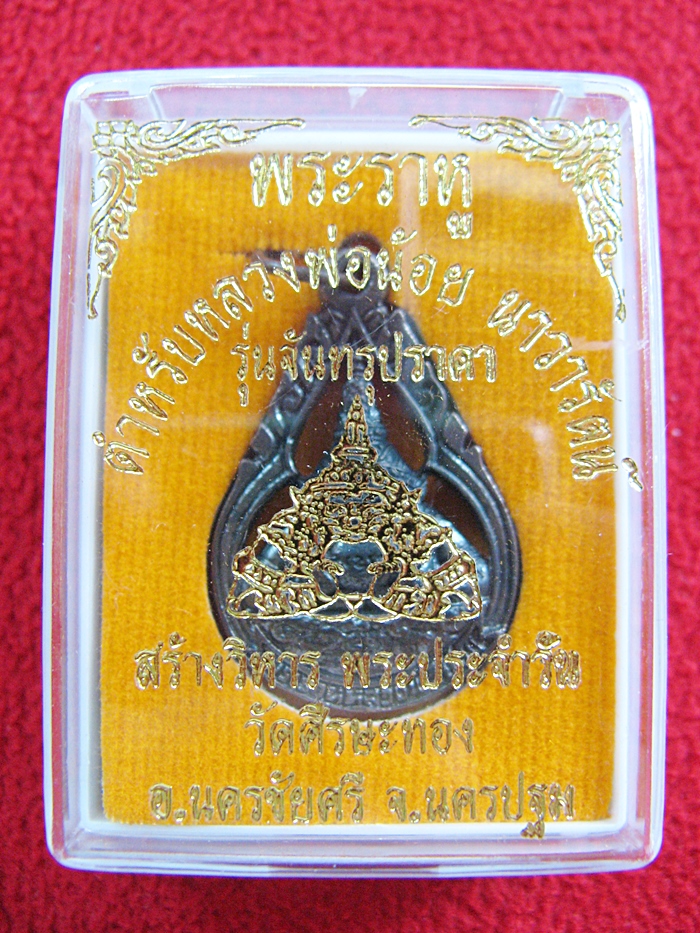 พระราหู
ตำหรับหลวงพ่อน้อย นาวารัตน์
รุ่นจันทรุปราคา
สร้างวิหาร พระประจำวัน
วัดศีรษะทอง
อ.นครชัยศรี จ.นครปฐม